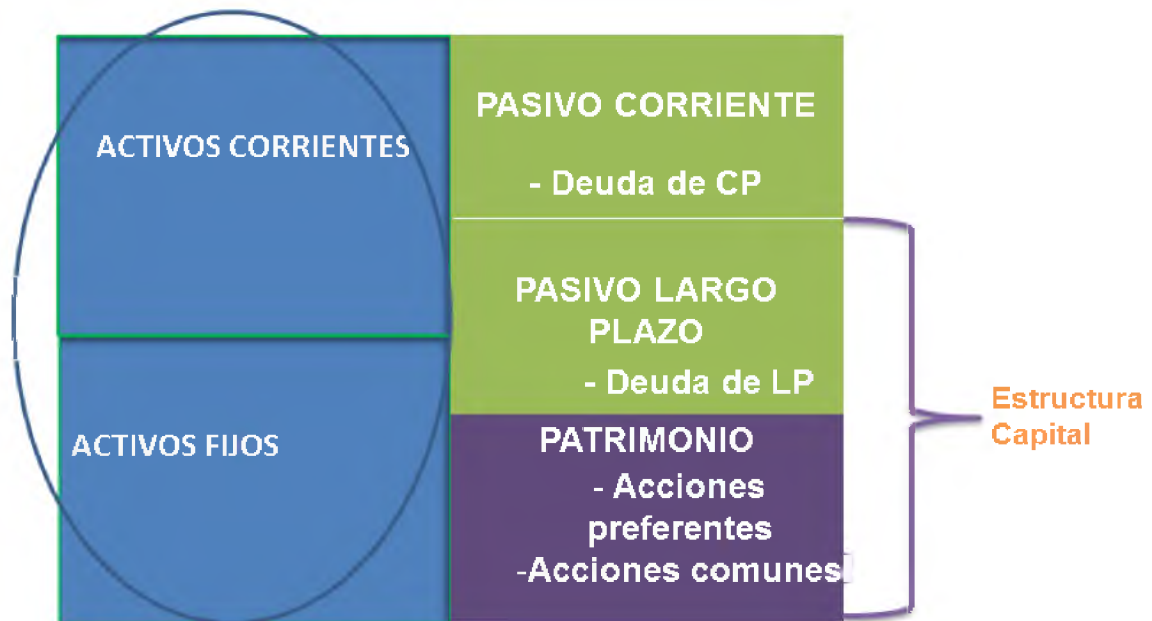 ACTIVOS CORRIENTES
ACTIVOS FIJOS
PASIVO CORRIENTE
- Deuda de CP
PASIVO LARGO
PLAZO
- Deuda de LP
PATRIMONIO
- Acciones
preferentes
-Acciones comunes
Estructura
Capital